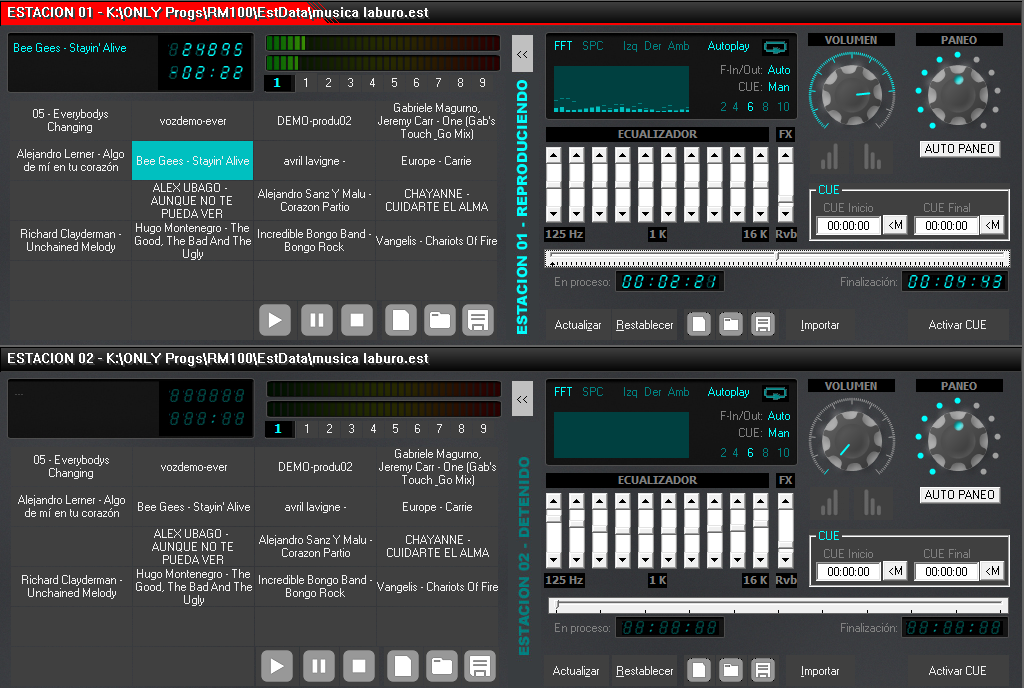 ESTACION 01 - K:\ONLY Progs\RM100\EstData\musica laburo.est
Bee Gees - Stayin' Alive
24895
02:22
1 1 2 3 4 5 6 7 8 9
05 - Everybodys
Changing
vozdemo-ever
DEMO-produ02
Gabriele Magurno,
Jeremy Carr - One (Gab's
Touch_Go Mix)
Alejandro Lerner - Algo
de mí en tu corazón
Bee Gees - Stayin' Alive
avril lavigne -
Europe - Carrie
ALEX UBAGO -
AUNQUE NO TE
PUEDA VER
Alejandro Sanz Y Malu -
Corazon Partio
CHAYANNE -
CUIDARTE EL ALMA
Richard Clayderman -
Unchained Melody
Hugo Montenegro - The
Good, The Bad And The
Ugly
Incredible Bongo Band -
Bongo Rock
Vangelis - Chariots Of Fire
<<
ESTACION 01 - REPRODUCIENDO
FFT SPC Izq Der Amb Autoplay
F-In/Out: Auto
CUE: Man
2 4 6 8 10
ECUALIZADOR FX
125 Hz 1 K 16 K Rvb
VOLUMEN PANEO
AUTO PANEO
CUE
CUE Inicio CUE Final
00:00:00 <M 00:00:00 <M
En proceso: 00:02:21 Finalización: 00:04:43
Actualizar Restablecer Importar Activar CUE
ESTACION 02 - K:\ONLY Progs\RM100\EstData\musica laburo.est
...
1 1 2 3 4 5 6 7 8 9
05 - Everybodys
Changing
vozdemo-ever
DEMO-produ02
Gabriele Magurno,
Jeremy Carr - One (Gab's
Touch_Go Mix)
Alejandro Lerner - Algo
de mí en tu corazón
Bee Gees - Stayin' Alive
avril lavigne -
Europe - Carrie
ALEX UBAGO -
AUNQUE NO TE
PUEDA VER
Alejandro Sanz Y Malu -
Corazon Partio
CHAYANNE -
CUIDARTE EL ALMA
Richard Clayderman -
Unchained Melody
Hugo Montenegro - The
Good, The Bad And The
Ugly
Incredible Bongo Band -
Bongo Rock
Vangelis - Chariots Of Fire
<<
ESTACION 02 - DETENIDO
FFT SPC Izq Der Amb Autoplay
F-In/Out: Auto
CUE: Man
2 4 6 8 10
ECUALIZADOR FX
125 Hz 1 K 16 K Rvb
VOLUMEN PANEO
AUTO PANEO
CUE
CUE Inicio CUE Final
00:00:00 <M 00:00:00 <M
En proceso: Finalización:
Actualizar Restablecer Importar Activar CUE